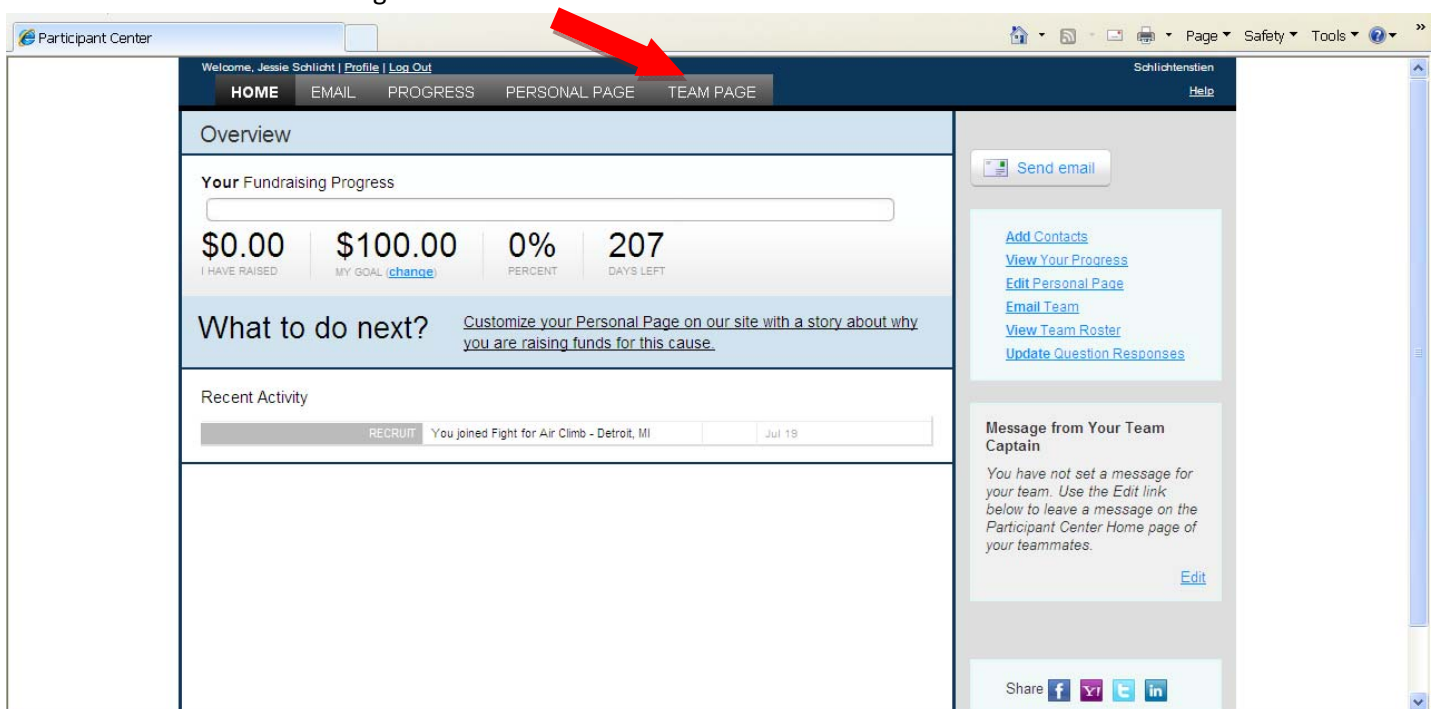 Participant Center
Page Safety Tools »
Welcome, Jessie Schlicht | Profile | Log Out
Schlichtenstien
HOME EMAIL PROGRESS PERSONAL PAGE TEAM PAGE
Help
Overview
Send email
Your Fundraising Progress
$0.00 $100.00 0% 207
I HAVE RAISED MY GOAL (change) PERCENT DAYS LEFT
Add Contacts
View Your Progress
Edit Personal Page
Email Team
View Team Roster
Update Question Responses
What to do next?
Customize your Personal Page on our site with a story about why
you are raising funds for this cause.
Recent Activity
RECRUIT You joined Fight for Air Climb - Detroit, MI Jul 19
Message from Your Team
Captain
You have not set a message for
your team. Use the Edit link
below to leave a message on the
Participant Center Home page of
your teammates.
Edit
Share